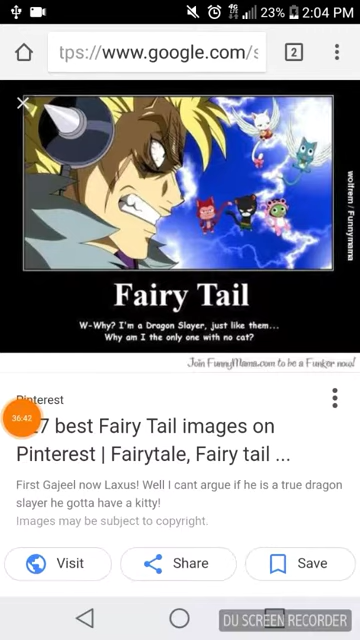 4G
23% 2:04 PM
tps://www.google.com/s
2
Fairy Tail
W-Why? I'm a Dragon Slayer, just like them...
Why am I the only one with no cat?
wolfrem / Funnymama
Join FunnyMama.com to be a Funker now!
Pinterest
36:42
7 best Fairy Tail images on
Pinterest | Fairytale, Fairy tail ...
First Gajeel now Laxus! Well I cant argue if he is a true dragon
slayer he gotta have a kitty!
Images may be subject to copyright.
Visit
Share
Save
DU SCREEN RECORDER